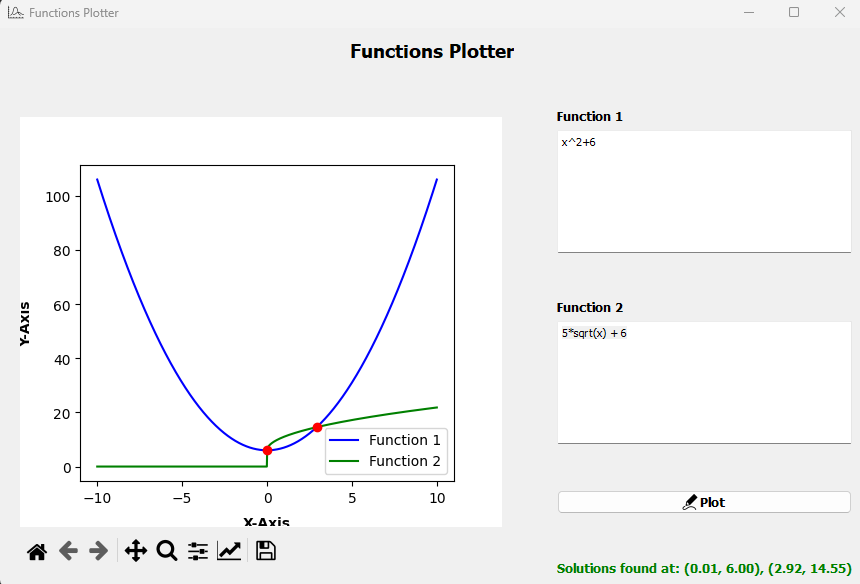 Functions Plotter
Functions Plotter
Function 1
x^2+6
Function 2
5*sqrt(x) + 6
Y-Axis
100
80
60
40
20
0
−10
−5
0
5
10
X-Axis
Function 1
Function 2
Plot
Solutions found at: (0.01, 6.00), (2.92, 14.55)